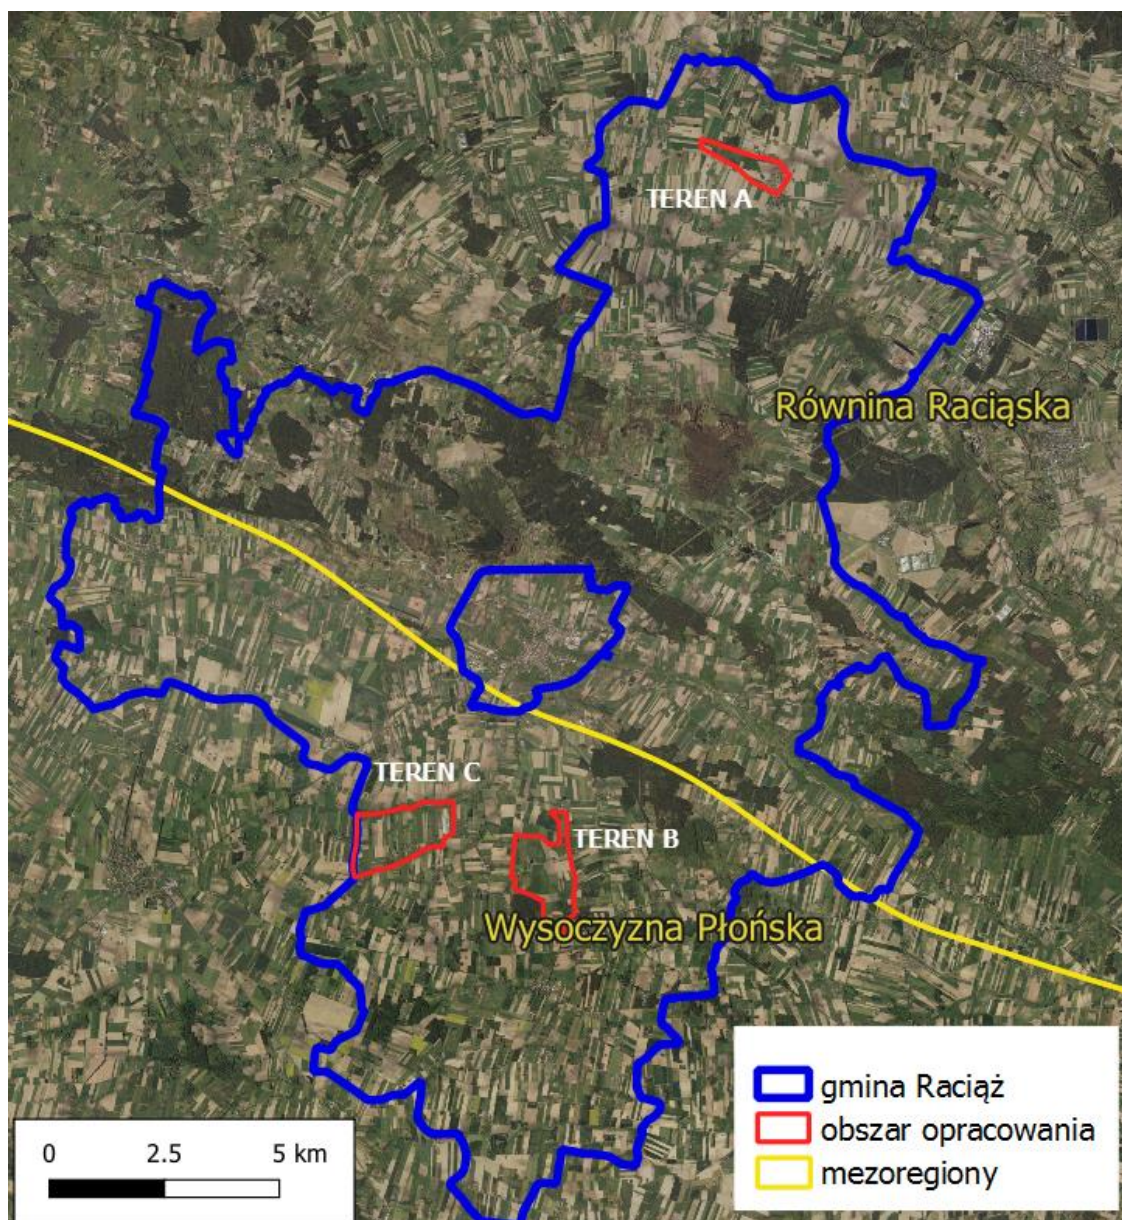 TEREN A
Równina Raciąska
TEREN C
TEREN B
Wysoczyzna Płońska
gmina Raciąż
obszar opracowania
mezoregiony
0 2.5 5 km